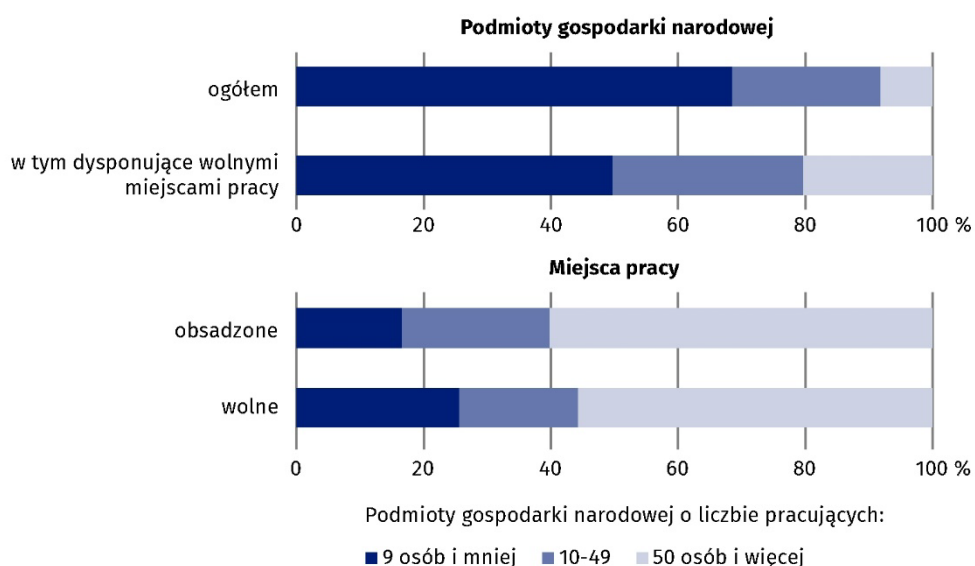 Podmioty gospodarki narodowej
ogółem
w tym dysponujące wolnymi
miejscami pracy
0 20 40 60 80 100 %
Miejsca pracy
obsadzone
wolne
0 20 40 60 80 100 %
Podmioty gospodarki narodowej o liczbie pracujących:
9 osób i mniej 10-49 50 osób i więcej